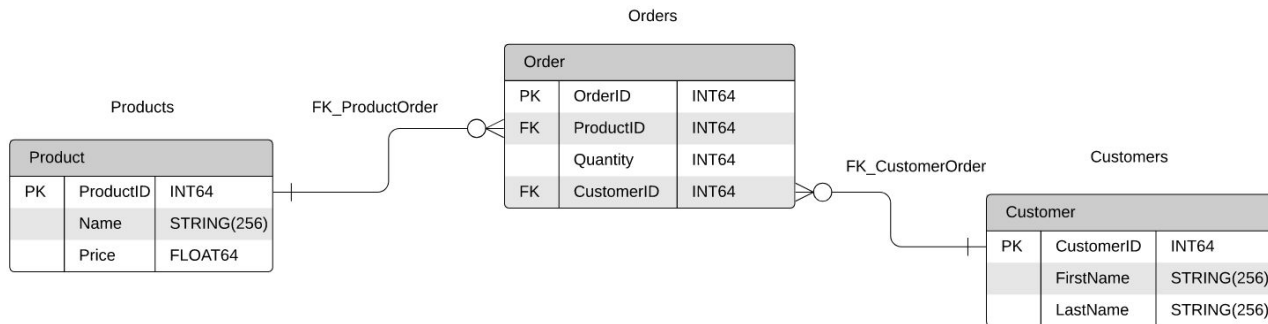 Orders
Order
PK OrderID INT64
FK ProductID INT64
Quantity INT64
FK CustomerID INT64
Products
FK_ProductOrder
Product
PK ProductID INT64
Name STRING(256)
Price FLOAT64
FK_CustomerOrder
Customers
Customer
PK CustomerID INT64
FirstName STRING(256)
LastName STRING(256)